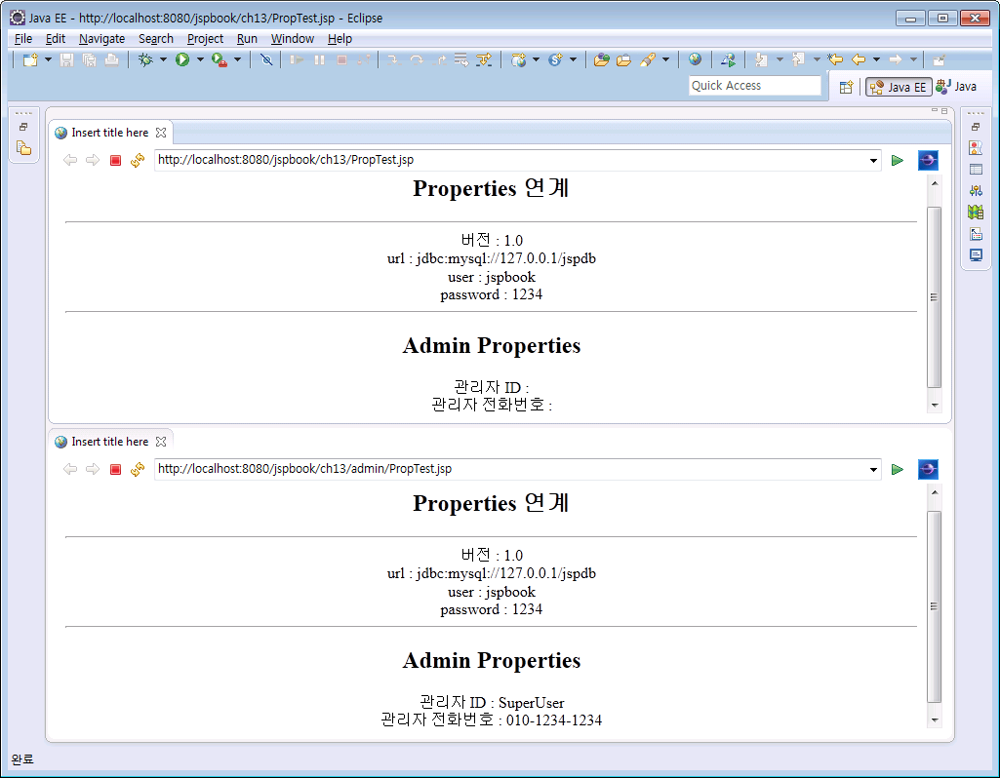 Java EE - http://localhost:8080/jspbook/ch13/PropTest.jsp - Eclipse
File Edit Navigate Search Project Run Window Help
Quick Access
Java EE
Java
Insert title here
http://localhost:8080/jspbook/ch13/PropTest.jsp
Properties 연계
버전 : 1.0
url : jdbc:mysql://127.0.0.1/jspdb
user : jspbook
password : 1234
Admin Properties
관리자 ID :
관리자 전화번호 :
Insert title here
http://localhost:8080/jspbook/ch13/admin/PropTest.jsp
Properties 연계
버전 : 1.0
url : jdbc:mysql://127.0.0.1/jspdb
user : jspbook
password : 1234
Admin Properties
관리자 ID : SuperUser
관리자 전화번호 : 010-1234-1234
완료